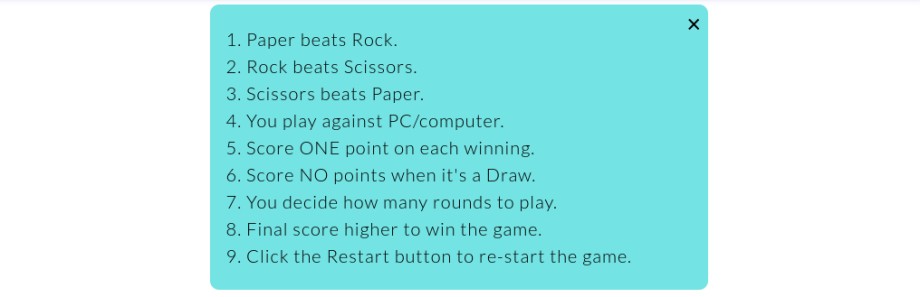 1. Paper beats Rock.
2. Rock beats Scissors.
3. Scissors beats Paper.
4. You play against PC/computer.
5. Score ONE point on each winning.
6. Score NO points when it's a Draw.
7. You decide how many rounds to play.
8. Final score higher to win the game.
9. Click the Restart button to re-start the game.